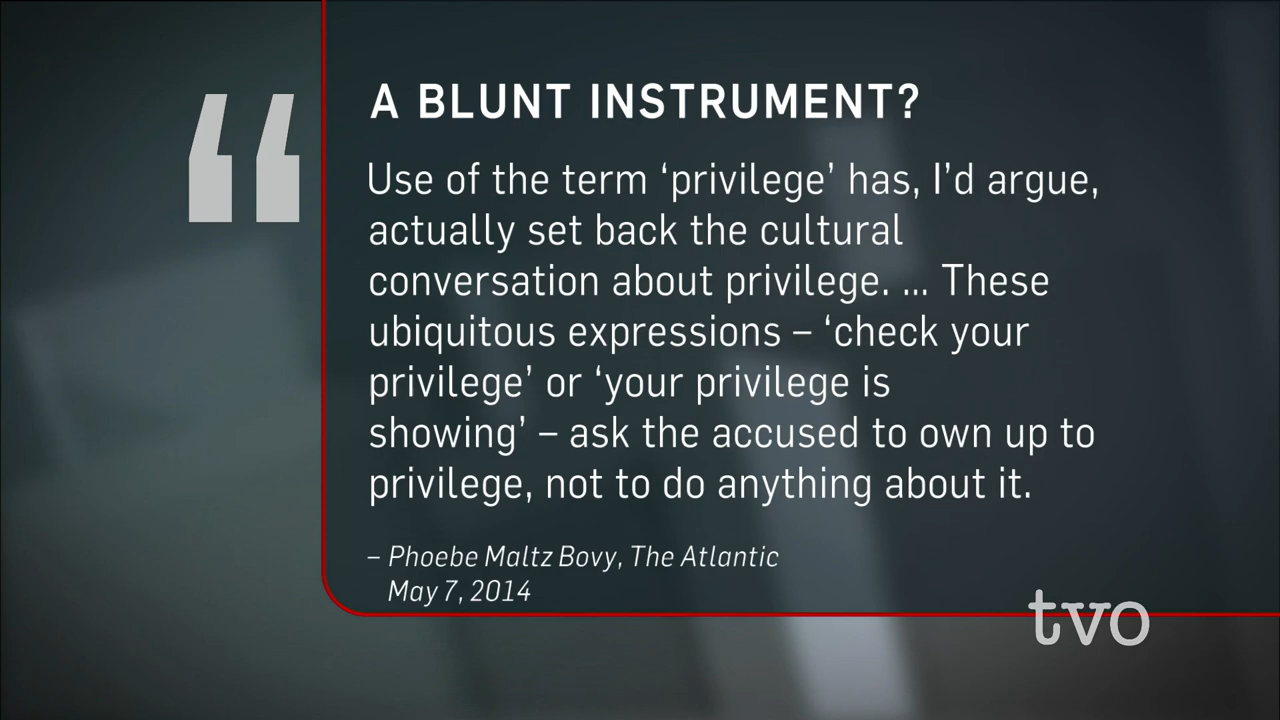 “
A BLUNT INSTRUMENT?
Use of the term ‘privilege’ has, I’d argue,
actually set back the cultural
conversation about privilege. ... These
ubiquitous expressions – ‘check your
privilege’ or ‘your privilege is
showing’ – ask the accused to own up to
privilege, not to do anything about it.
– Phoebe Maltz Bovy, The Atlantic
May 7, 2014
tvo